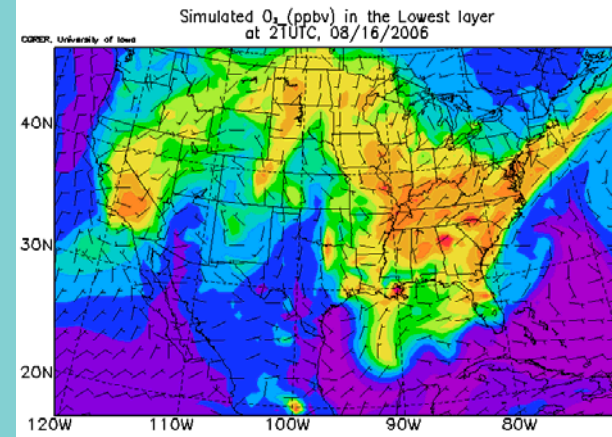 Simulated O₃ (ppbv) in the Lowest layer
at 21UTC, 08/16/2006
CGRER, University of Iowa
40N
30N
20N
120W 110W 100W 90W 80W